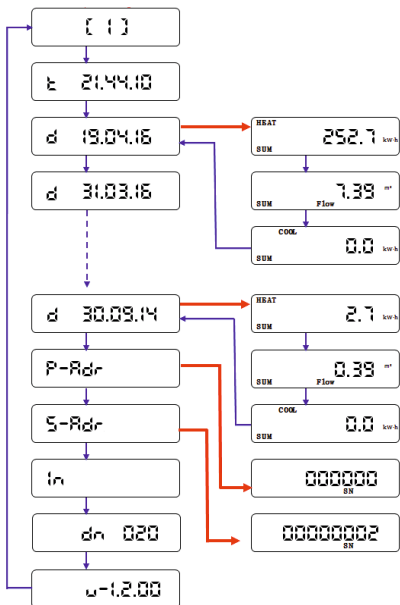 [ 1 ]
t 21.44.10
d 19.04.16
HEAT
252.7 kW·h
SUM
d 31.03.16
7.39 m³
SUM Flow
COOL
0.0 kW·h
SUM
d 30.09.14
HEAT
2.7 kW·h
SUM
P-Adr
0.39 m³
SUM Flow
S-Adr
COOL
0.0 kW·h
SUM
In
000000
SN
dn 020
00000002
SN
u-1.2.00